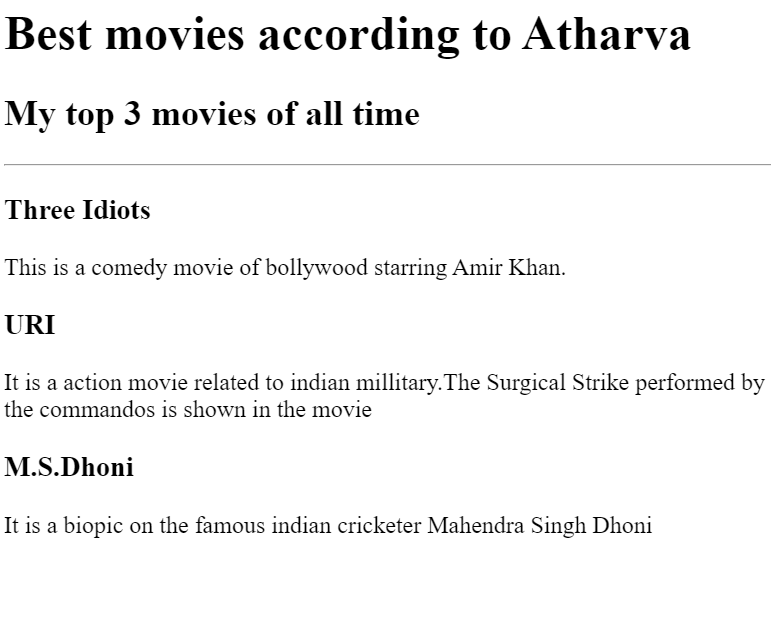 Best movies according to Atharva
My top 3 movies of all time
Three Idiots
This is a comedy movie of bollywood starring Amir Khan.
URI
It is a action movie related to indian millitary.The Surgical Strike performed by
the commandos is shown in the movie
M.S.Dhoni
It is a biopic on the famous indian cricketer Mahendra Singh Dhoni